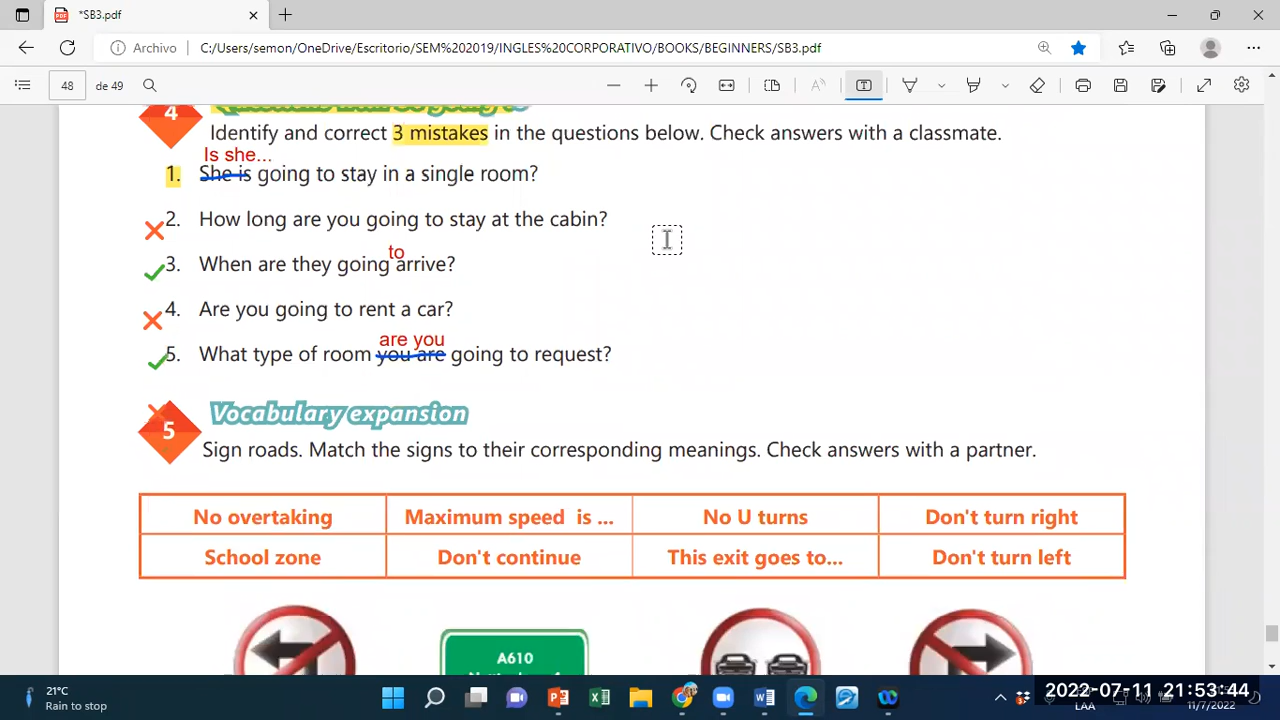 *SB3.pdf
Archivo
C:/Users/semon/OneDrive/Escritorio/SEM%202019/INGLES%20CORPORATIVO/BOOKS/BEGINNERS/SB3.pdf
48
de 49
4
Identify and correct 3 mistakes in the questions below. Check answers with a classmate.
Is she...
1. She is going to stay in a single room?
2. How long are you going to stay at the cabin?
to
3. When are they going arrive?
4. Are you going to rent a car?
are you
5. What type of room you are going to request?
5
Vocabulary expansion
Sign roads. Match the signs to their corresponding meanings. Check answers with a partner.
No overtaking Maximum speed is ... No U turns Don't turn right
School zone Don't continue This exit goes to... Don't turn left
A610
21°C
Rain to stop
2022-07-11 21:53:44
LAA
11/7/2022